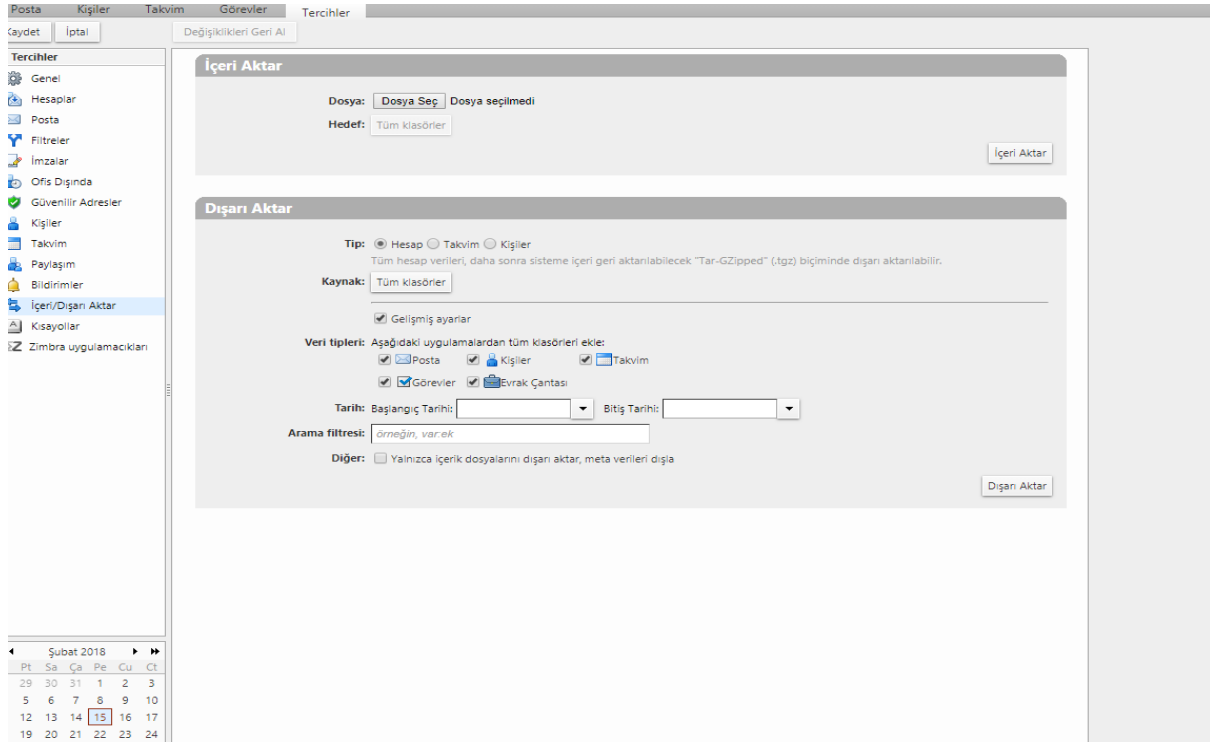 Posta Kişiler Takvim Görevler Tercihler
Kaydet İptal Değişiklikleri Geri Al
Tercihler
Genel
Hesaplar
Posta
Filtreler
İmzalar
Ofis Dışında
Güvenilir Adresler
Kişiler
Takvim
Paylaşım
Bildirimler
İçeri/Dışarı Aktar
Kısayollar
Zimbra uygulamacıkları
Şubat 2018
Pt Sa Ça Pe Cu Ct
29 30 31 1 2 3
5 6 7 8 9 10
12 13 14 15 16 17
19 20 21 22 23 24
İçeri Aktar
Dosya: Dosya Seç Dosya seçilmedi
Hedef: Tüm klasörler
İçeri Aktar
Dışarı Aktar
Tip: Hesap Takvim Kişiler
Tüm hesap verileri, daha sonra sisteme içeri geri aktarılabilecek "Tar-GZipped" (.tgz) biçiminde dışarı aktarılabilir.
Kaynak: Tüm klasörler
Gelişmiş ayarlar
Veri tipleri: Aşağıdaki uygulamalardan tüm klasörleri ekle:
Posta Kişiler Takvim
Görevler Evrak Çantası
Tarih: Başlangıç Tarihi: Bitiş Tarihi:
Arama filtresi: örneğin, var:ek
Diğer: Yalnızca içerik dosyalarını dışarı aktar, meta verileri dışla
Dışarı Aktar